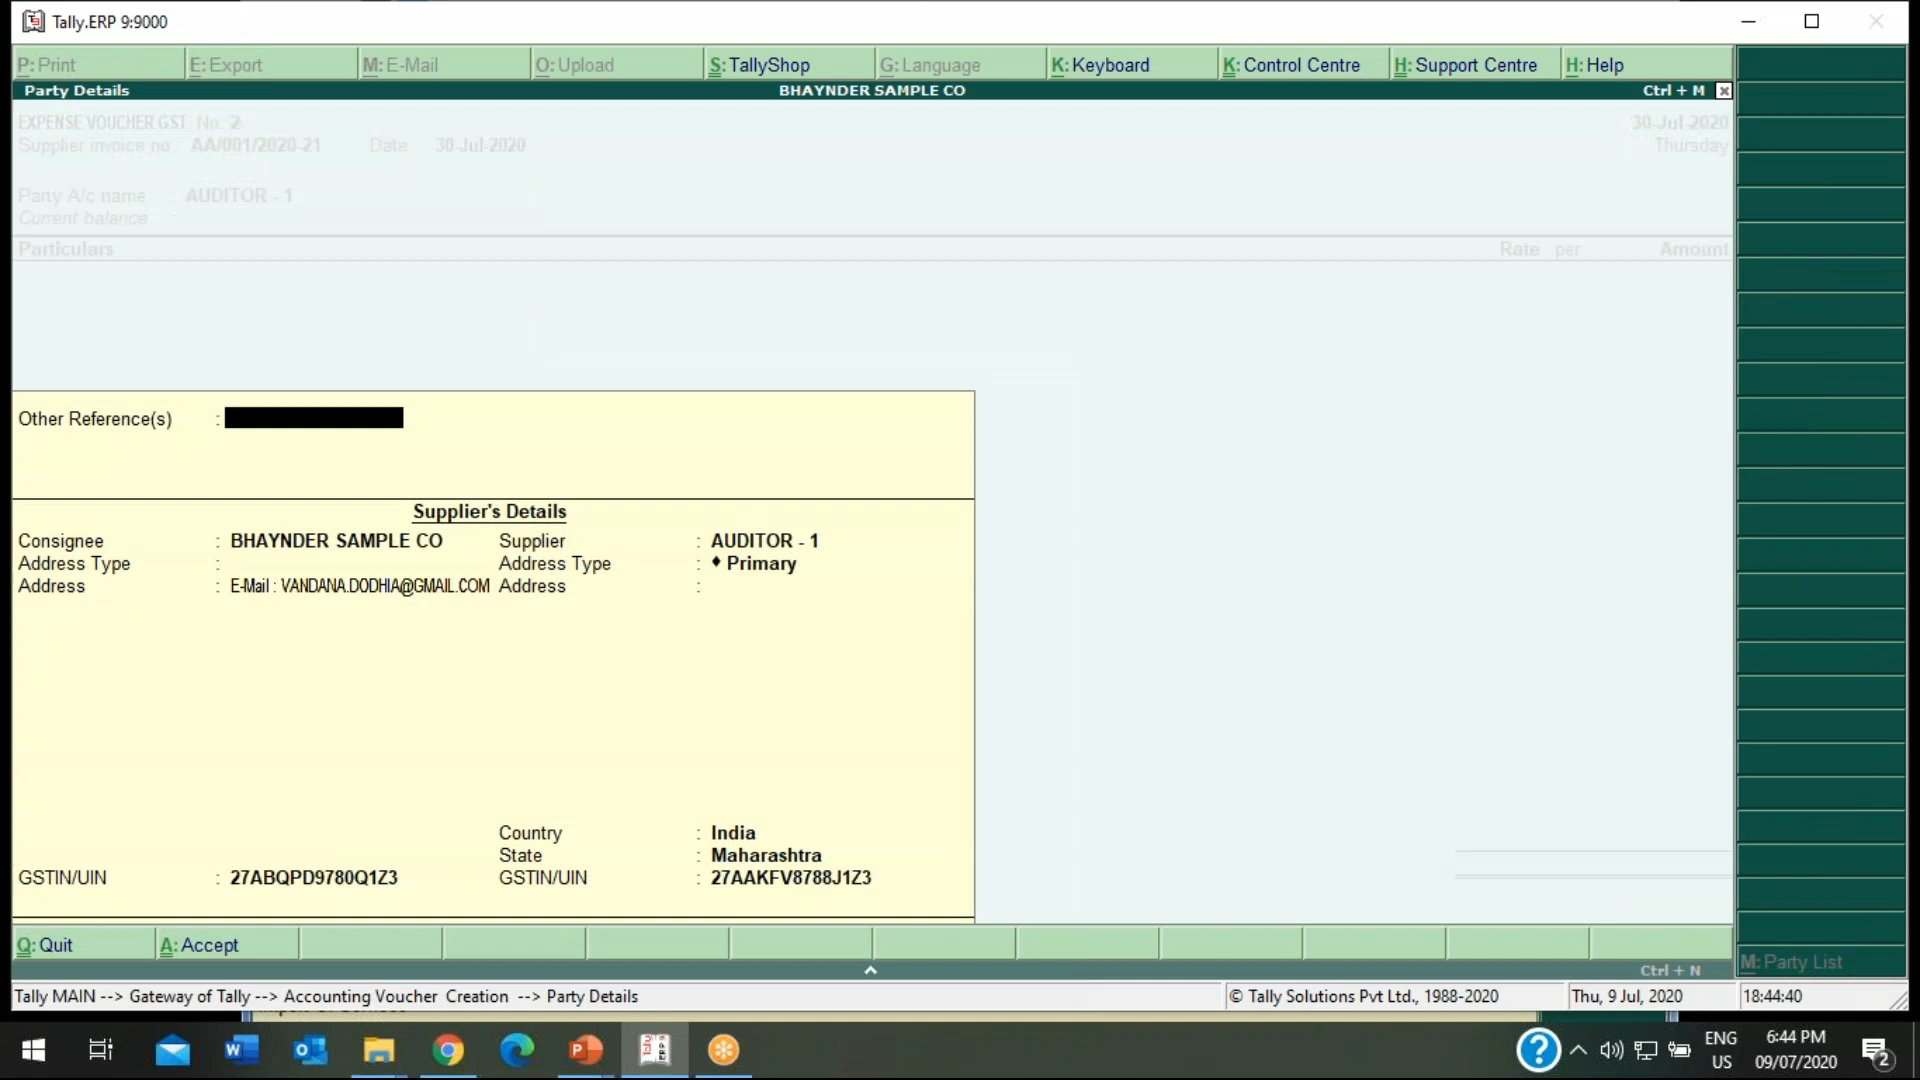 Tally.ERP 9:9000
P: Print E: Export M: E-Mail O: Upload S: TallyShop G: Language K: Keyboard K: Control Centre H: Support Centre H: Help
Party Details BHAYNDER SAMPLE CO Ctrl + M
EXPENSE VOUCHER GST No. 2 30-Jul-2020
Supplier invoice no.: AA/001/2020-21 Date : 30-Jul-2020 Thursday
Party A/c name : AUDITOR - 1
Current balance :
Particulars Rate per Amount
Other Reference(s) :
Supplier's Details
Consignee : BHAYNDER SAMPLE CO Supplier : AUDITOR - 1
Address Type : Address Type : ♦ Primary
Address : E-Mail : VANDANA.DODHIA@GMAIL.COM Address :
Country : India
State : Maharashtra
GSTIN/UIN : 27ABQPD9780Q1Z3 GSTIN/UIN : 27AAKFV8788J1Z3
Q: Quit A: Accept
Ctrl + N M: Party List
Tally MAIN --> Gateway of Tally --> Accounting Voucher Creation --> Party Details © Tally Solutions Pvt Ltd., 1988-2020 Thu, 9 Jul, 2020 18:44:40
ENG 6:44 PM
US 09/07/2020 2